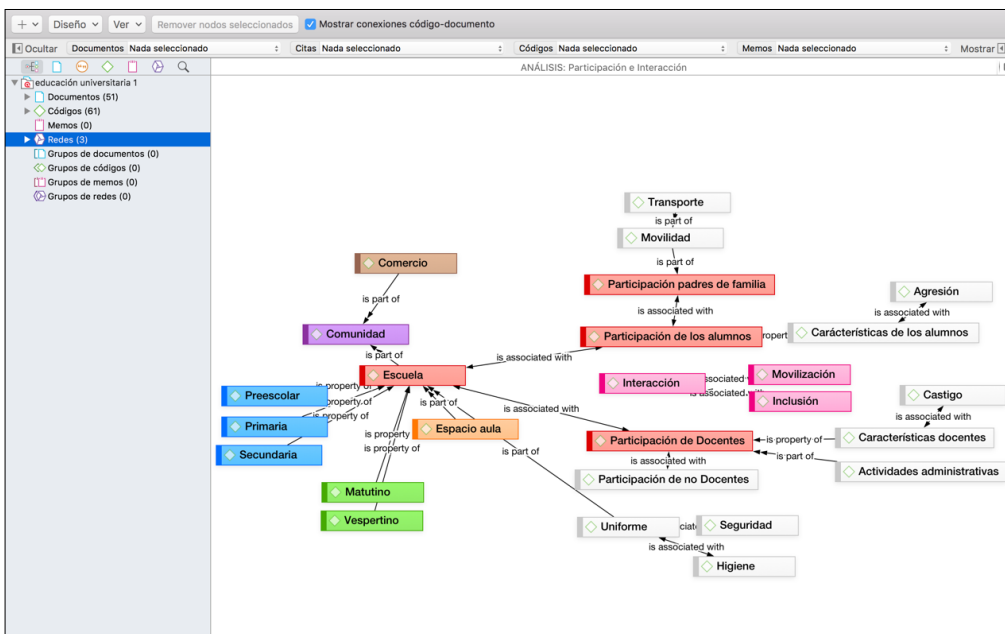 Diseño Ver Remover nodos seleccionados Mostrar conexiones código-documento
Ocultar Documentos Nada seleccionado Citas Nada seleccionado Códigos Nada seleccionado Memos Nada seleccionado Mostrar
ANÁLISIS: Participación e Interacción
educación universitaria 1
Documentos (51)
Códigos (61)
Memos (0)
Redes (3)
Grupos de documentos (0)
Grupos de códigos (0)
Grupos de memos (0)
Grupos de redes (0)
Transporte
is part of
Movilidad
is part of
Comercio
Participación padres de familia
Agresión
is part of
is associated with
is associated with
Comunidad
Participación de los alumnos
Carácterísticas de los alumnos
is part of
is associated with
Escuela
Interacción
Movilización
Inclusión
Preescolar
is property of
is part of
is associated with
Castigo
is associated with
Primaria
is property of
Espacio aula
Participación de Docentes
is property of
Características docentes
Secundaria
is property of
is property of
is part of
is associated with
is part of
Actividades administrativas
Participación de no Docentes
Matutino
Vespertino
Uniforme
Seguridad
is associated with
Higiene